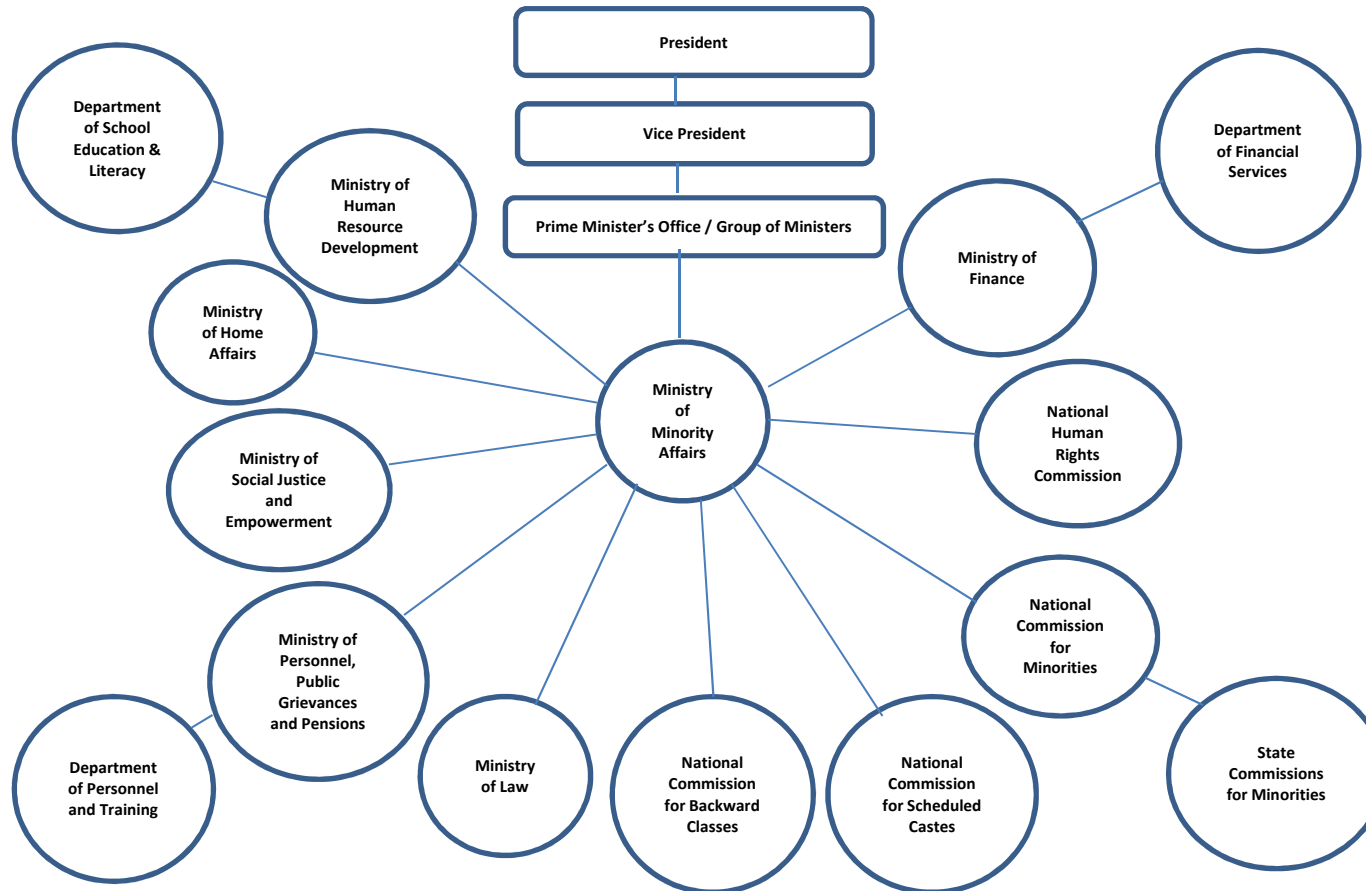 President
Vice President
Prime Minister’s Office / Group of Ministers
Department
of School
Education &
Literacy
Ministry of
Human
Resource
Development
Department
of Financial
Services
Ministry of
Finance
Ministry
of Home
Affairs
Ministry
of
Minority
Affairs
National
Human
Rights
Commission
Ministry of
Social Justice
and
Empowerment
National
Commission
for
Minorities
Ministry of
Personnel,
Public
Grievances
and Pensions
Department
of Personnel
and Training
Ministry
of Law
National
Commission
for Backward
Classes
National
Commission
for Scheduled
Castes
State
Commissions
for Minorities